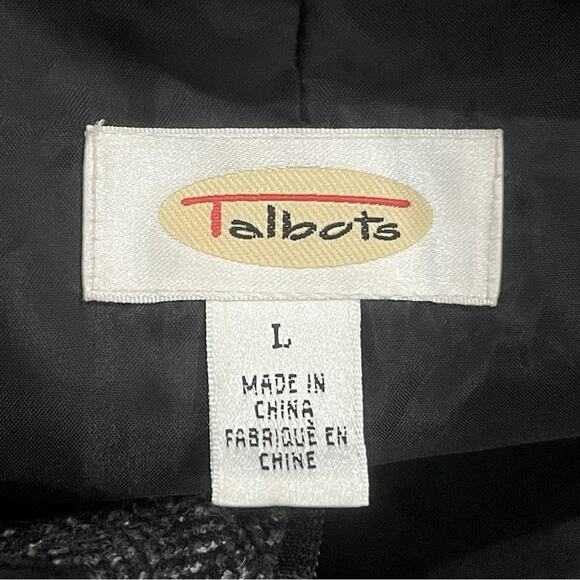 Talbots
L
MADE IN
CHINA
FABRIQUÈ EN
CHINE